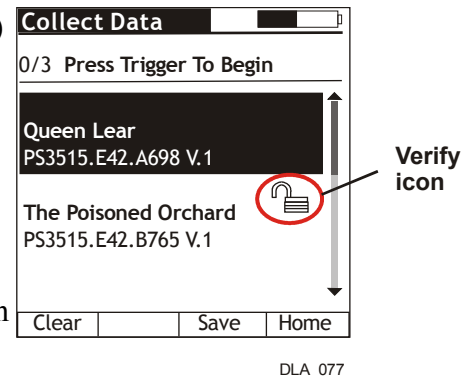 )
Collect Data
0/3 Press Trigger To Begin
Queen Lear
PS3515.E42.A698 V.1
Verify
icon
The Poisoned Orchard
PS3515.E42.B765 V.1
n
Clear Save Home
DLA 077